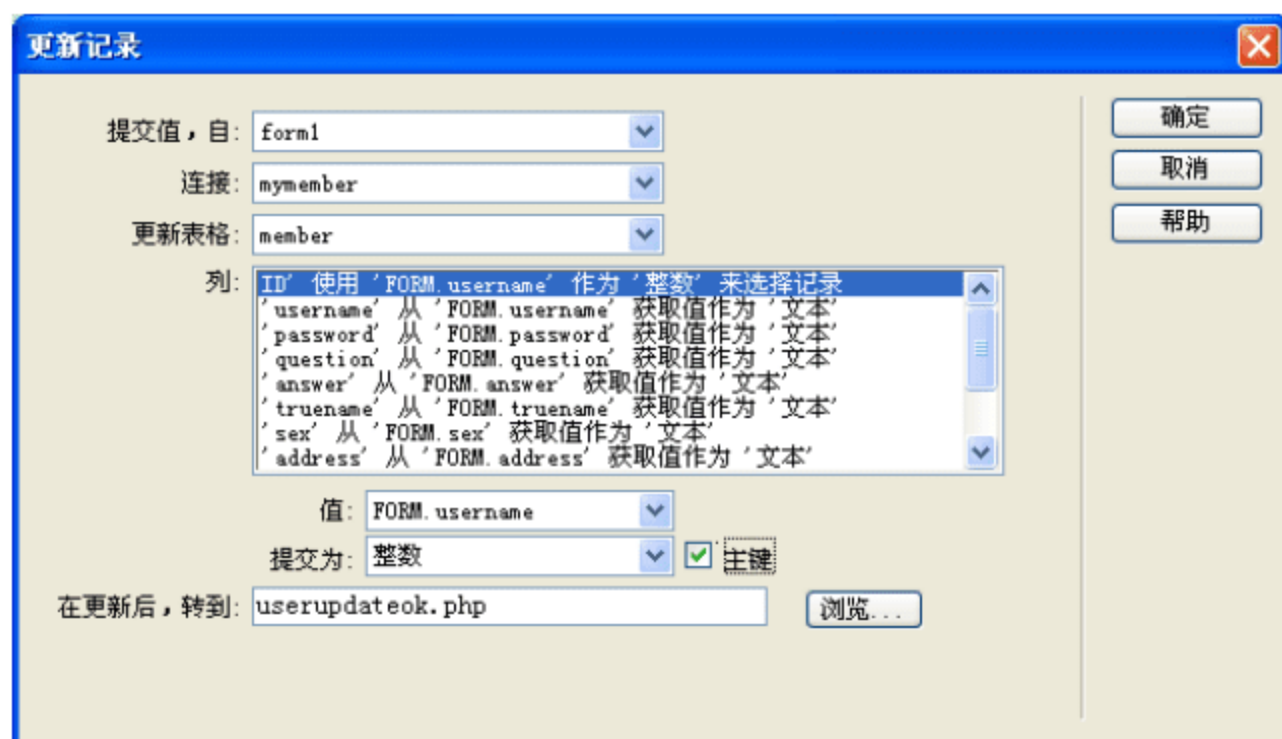 更新记录
提交值，自: form1
连接: mymember
更新表格: member
列: ID' 使用 'FORM.username' 作为 '整数' 来选择记录
'username' 从 'FORM.username' 获取值作为 '文本'
'password' 从 'FORM.password' 获取值作为 '文本'
'question' 从 'FORM.question' 获取值作为 '文本'
'answer' 从 'FORM.answer' 获取值作为 '文本'
'truename' 从 'FORM.truename' 获取值作为 '文本'
'sex' 从 'FORM.sex' 获取值作为 '文本'
'address' 从 'FORM.address' 获取值作为 '文本'
值: FORM.username
提交为: 整数 主键
在更新后，转到: userupdateok.php 浏览...
确定
取消
帮助